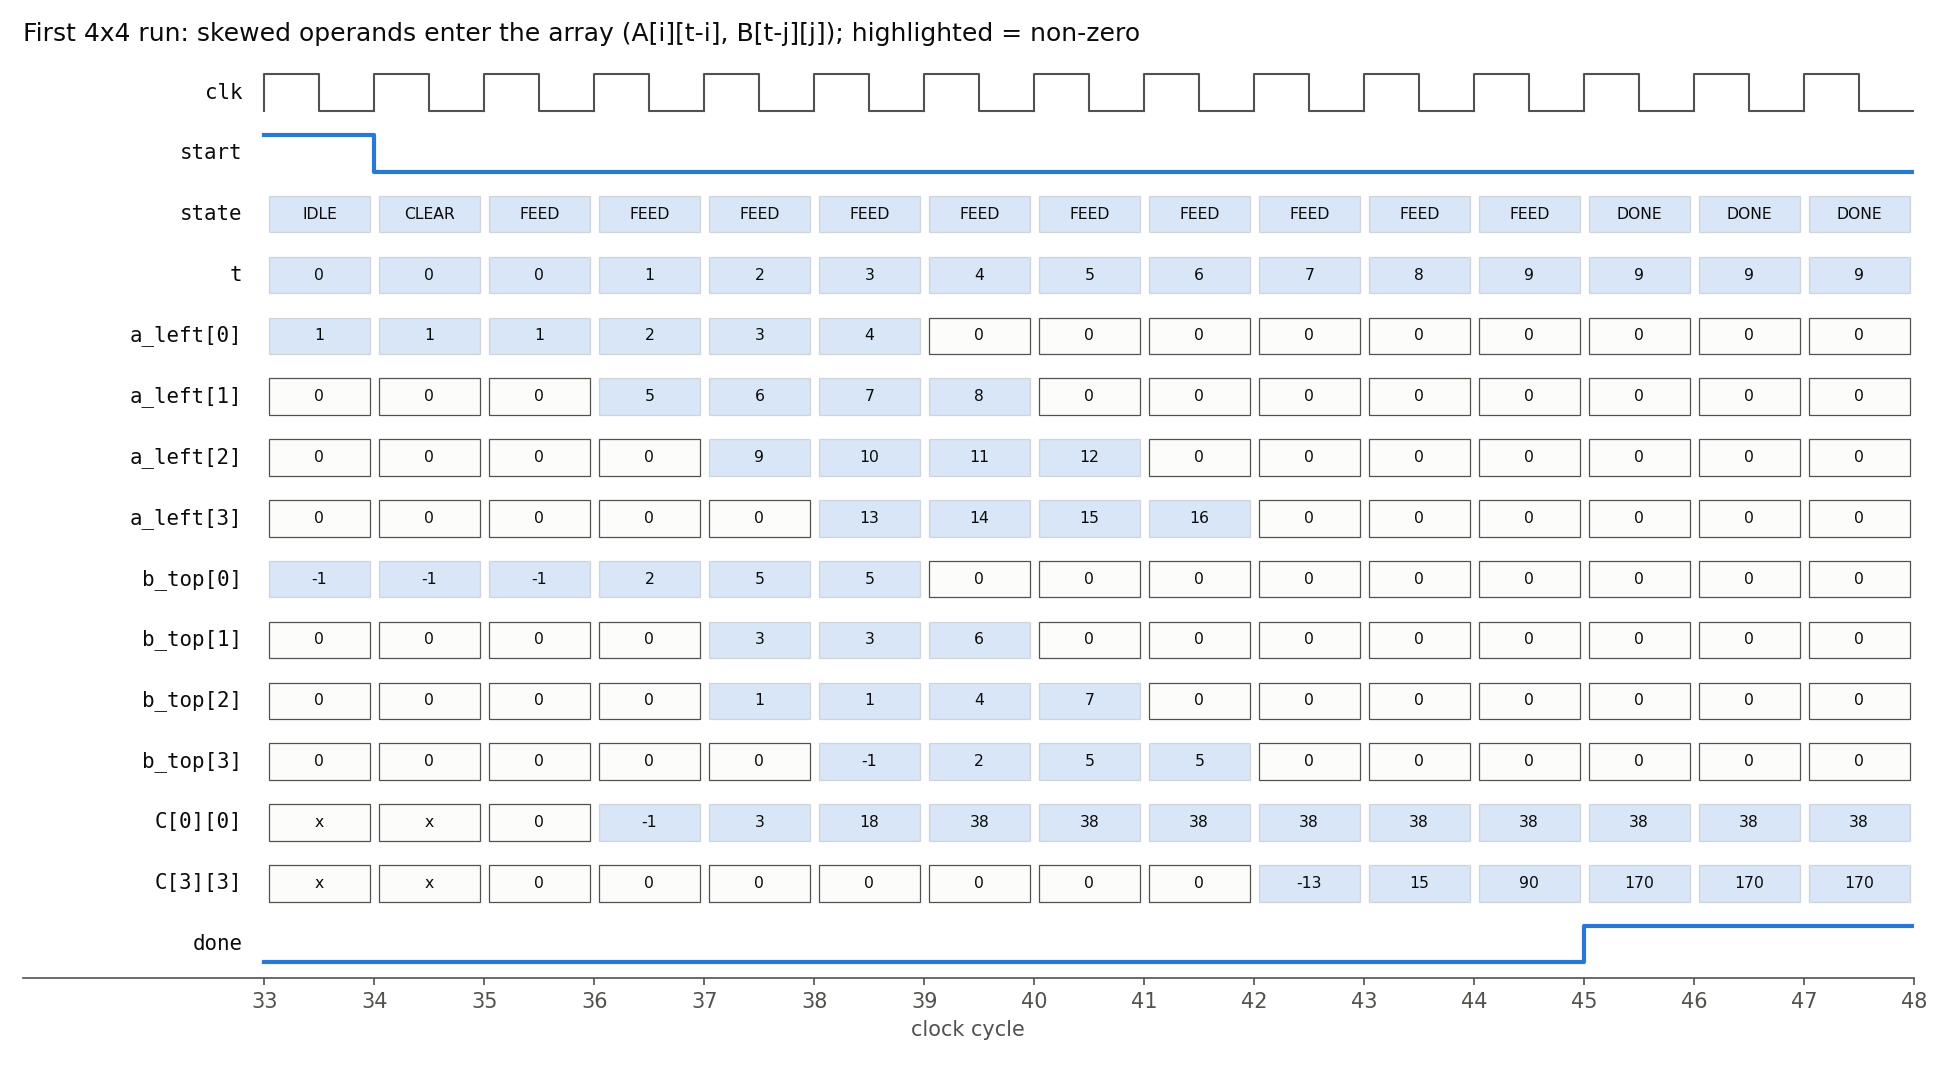 First 4x4 run: skewed operands enter the array (A[i][t-i], B[t-j][j]); highlighted = non-zero
clk
start
state IDLE CLEAR FEED FEED FEED FEED FEED FEED FEED FEED FEED FEED DONE DONE DONE
t 0 0 0 1 2 3 4 5 6 7 8 9 9 9 9
a_left[0] 1 1 1 2 3 4 0 0 0 0 0 0 0 0 0
a_left[1] 0 0 0 5 6 7 8 0 0 0 0 0 0 0 0
a_left[2] 0 0 0 0 9 10 11 12 0 0 0 0 0 0 0
a_left[3] 0 0 0 0 0 13 14 15 16 0 0 0 0 0 0
b_top[0] -1 -1 -1 2 5 5 0 0 0 0 0 0 0 0 0
b_top[1] 0 0 0 0 3 3 6 0 0 0 0 0 0 0 0
b_top[2] 0 0 0 0 1 1 4 7 0 0 0 0 0 0 0
b_top[3] 0 0 0 0 0 -1 2 5 5 0 0 0 0 0 0
C[0][0] x x 0 -1 3 18 38 38 38 38 38 38 38 38 38
C[3][3] x x 0 0 0 0 0 0 0 -13 15 90 170 170 170
done
33 34 35 36 37 38 39 40 41 42 43 44 45 46 47 48
clock cycle